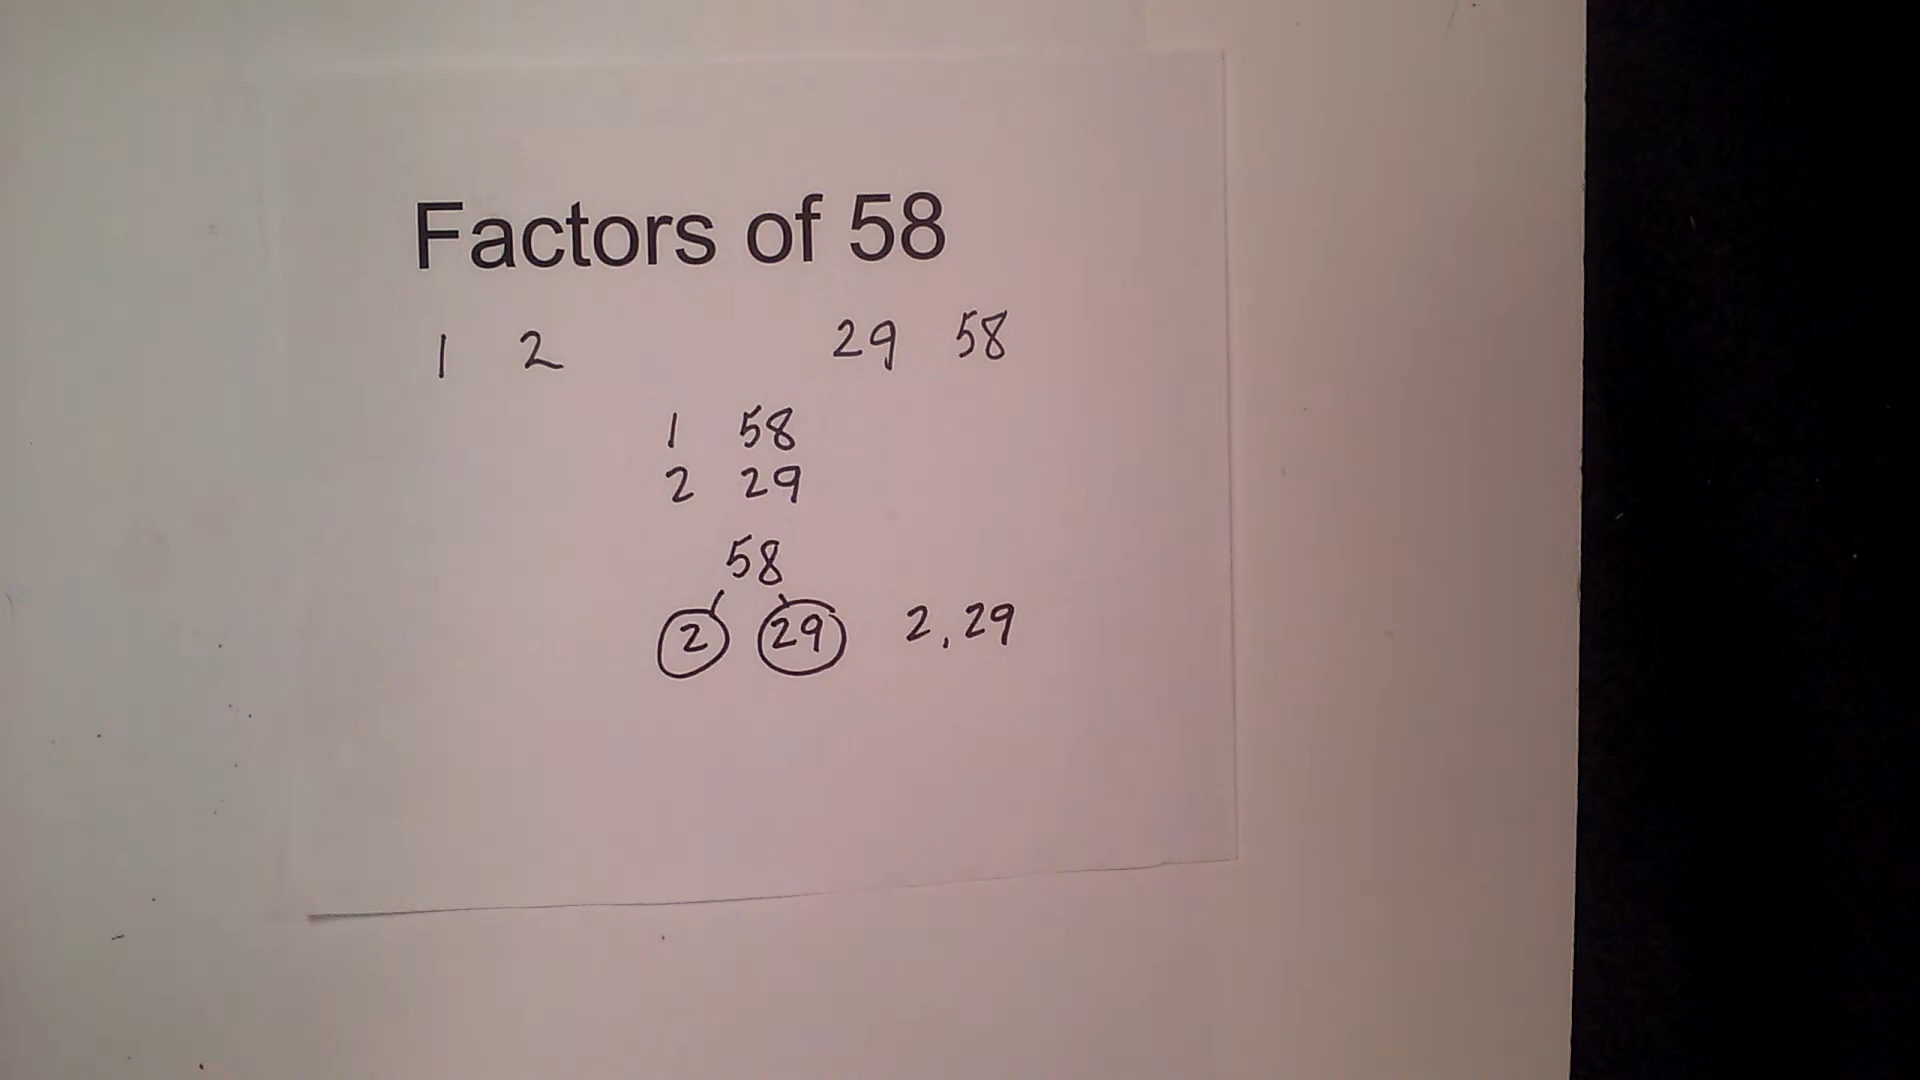 Factors of 58
1 2 29 58
1 58
2 29
58
2 29 2, 29